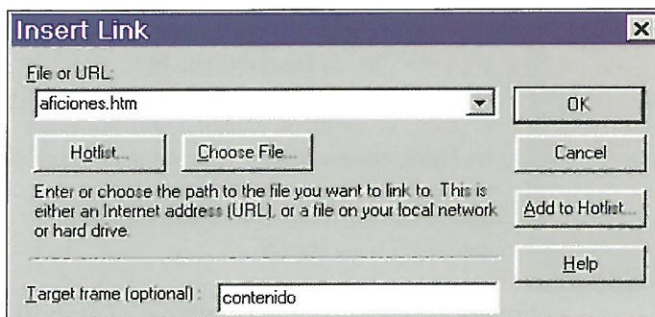 Insert Link
File or URL:
aficiones.htm
OK
Hotlist...
Choose File...
Cancel
Enter or choose the path to the file you want to link to. This is
either an Internet address (URL), or a file on your local network
or hard drive.
Add to Hotlist...
Help
Target frame (optional) :
contenido